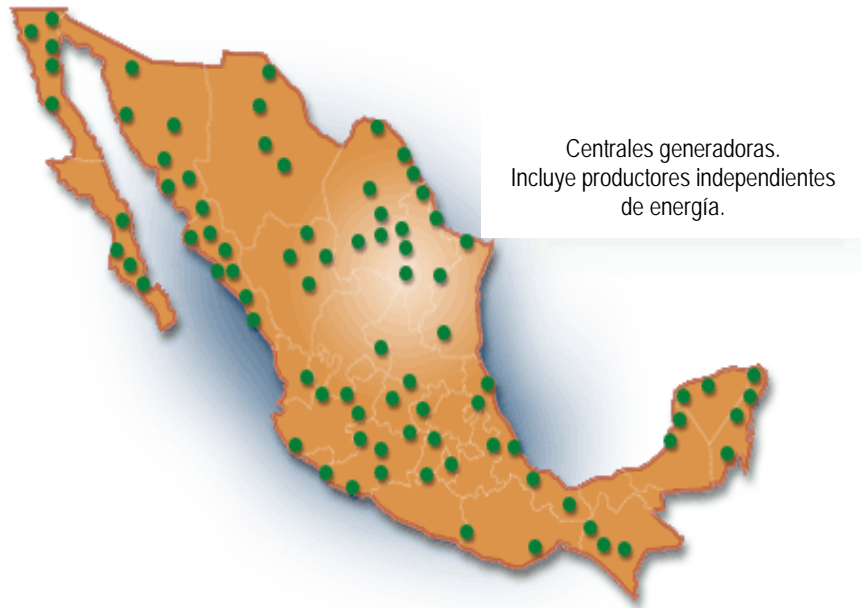 Centrales generadoras.
Incluye productores independientes
de energía.